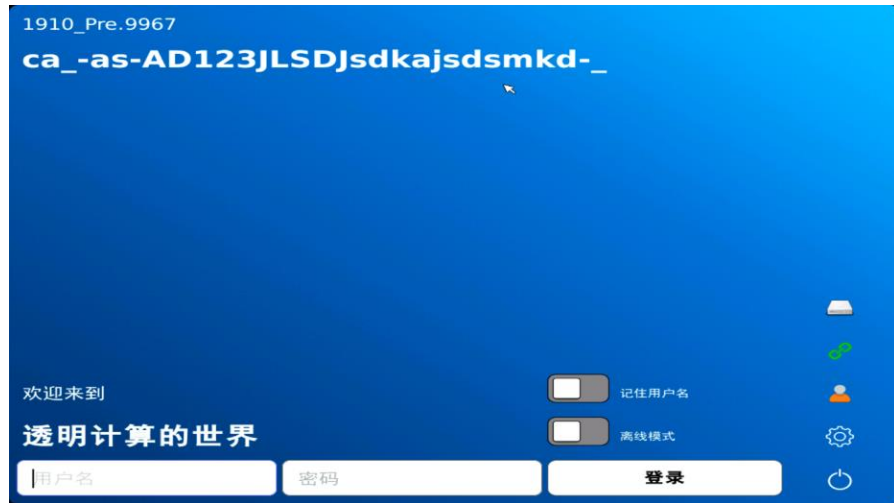 1910_Pre.9967
ca_-as-AD123JLSDJsdkajsdsmkd-_
欢迎来到
记住用户名
透明计算的世界
离线模式
用户名
密码
登录